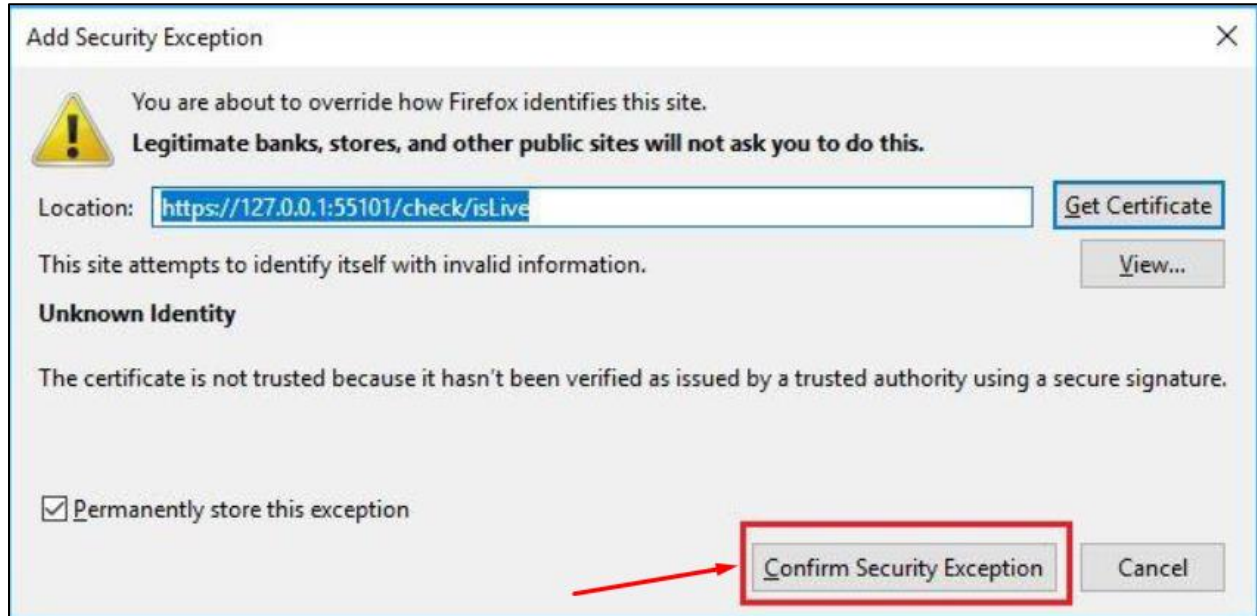 Add Security Exception
You are about to override how Firefox identifies this site.
Legitimate banks, stores, and other public sites will not ask you to do this.
Location: https://127.0.0.1:55101/check/isLive Get Certificate
This site attempts to identify itself with invalid information. View...
Unknown Identity
The certificate is not trusted because it hasn't been verified as issued by a trusted authority using a secure signature.
Permanently store this exception
Confirm Security Exception Cancel